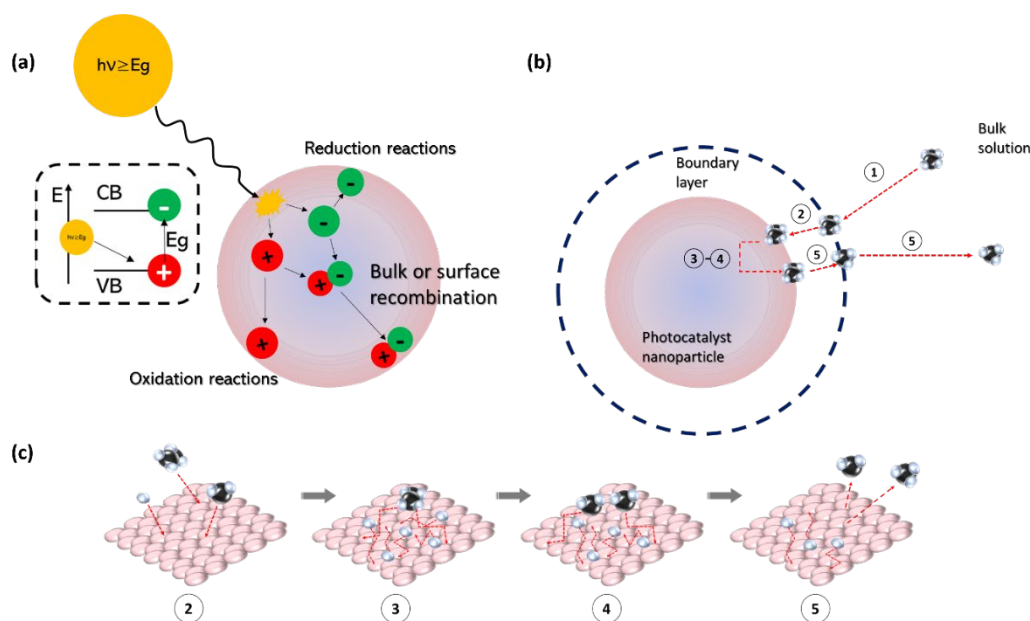 (a)
hν≥Eg
Reduction reactions
E
CB
-
hν≥Eg
Eg
+
VB
-
-
+
+
-
Bulk or surface
recombination
+
-
+
Oxidation reactions
(b)
Bulk
solution
Boundary
layer
1
2
3-4
5
5
Photocatalyst
nanoparticle
(c)
2
3
4
5